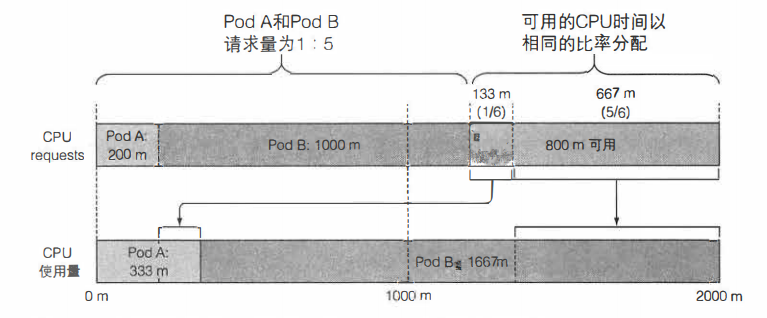 Pod A和Pod B
请求量为1：5
可用的CPU时间以
相同的比率分配
133 m
(1/6)
667 m
(5/6)
CPU
requests
Pod A:
200 m
Pod B: 1000 m
800 m 可用
CPU
使用量
Pod A:
333 m
Pod B: 1667m
0 m
1000 m
2000 m